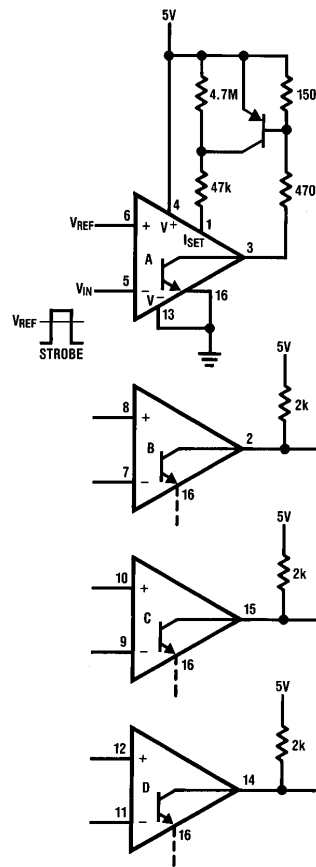 5V
4.7M
150
47k
470
4
1
6
VREF
+
V+
ISET
3
A
5
VIN
−
V−
16
13
VREF
STROBE
5V
2k
8
+
B
2
7
−
16
5V
2k
10
+
C
15
9
−
16
5V
2k
12
+
D
14
11
−
16